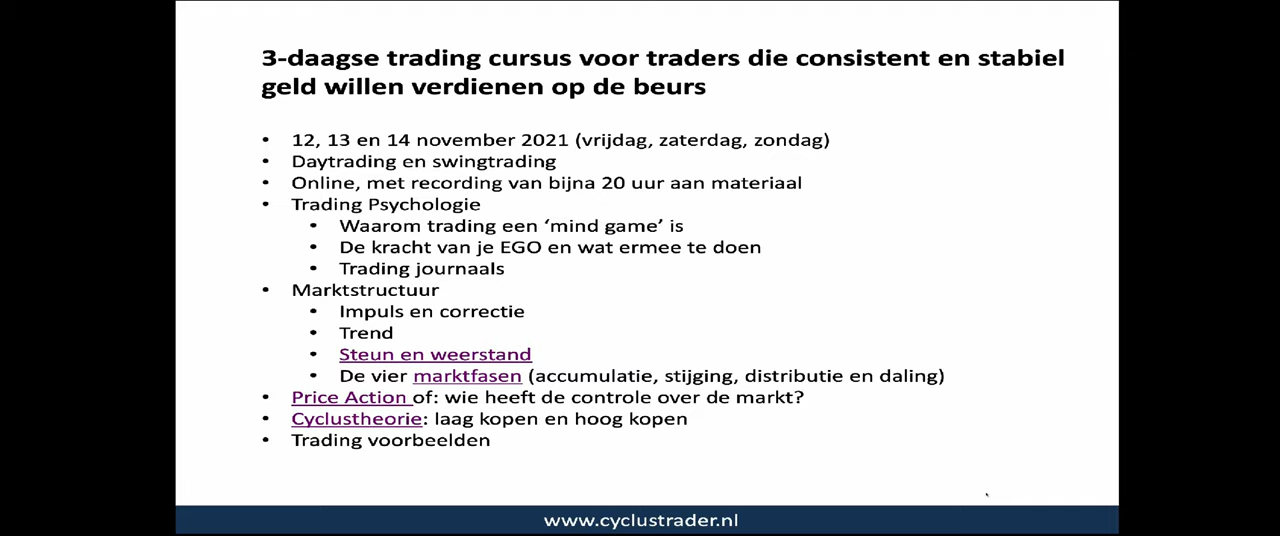 3-daagse trading cursus voor traders die consistent en stabiel
geld willen verdienen op de beurs
• 12, 13 en 14 november 2021 (vrijdag, zaterdag, zondag)
• Daytrading en swingtrading
• Online, met recording van bijna 20 uur aan materiaal
• Trading Psychologie
• Waarom trading een ‘mind game’ is
• De kracht van je EGO en wat ermee te doen
• Trading journaals
• Marktstructuur
• Impuls en correctie
• Trend
• Steun en weerstand
• De vier marktfasen (accumulatie, stijging, distributie en daling)
• Price Action of: wie heeft de controle over de markt?
• Cyclustheorie: laag kopen en hoog kopen
• Trading voorbeelden
www.cyclustrader.nl